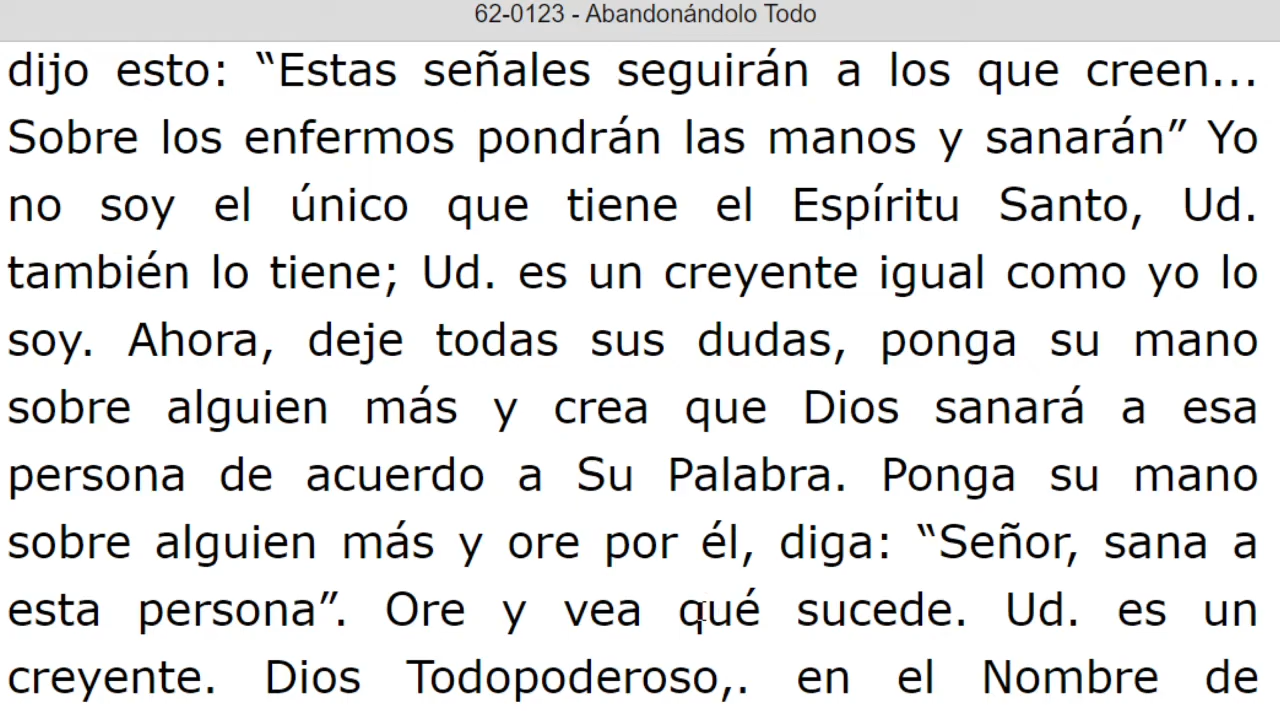 62-0123 - Abandonándolo Todo
dijo esto: “Estas señales seguirán a los que creen...
Sobre los enfermos pondrán las manos y sanarán” Yo
no soy el único que tiene el Espíritu Santo, Ud.
también lo tiene; Ud. es un creyente igual como yo lo
soy. Ahora, deje todas sus dudas, ponga su mano
sobre alguien más y crea que Dios sanará a esa
persona de acuerdo a Su Palabra. Ponga su mano
sobre alguien más y ore por él, diga: “Señor, sana a
esta persona”. Ore y vea qué sucede. Ud. es un
creyente. Dios Todopoderoso,. en el Nombre de